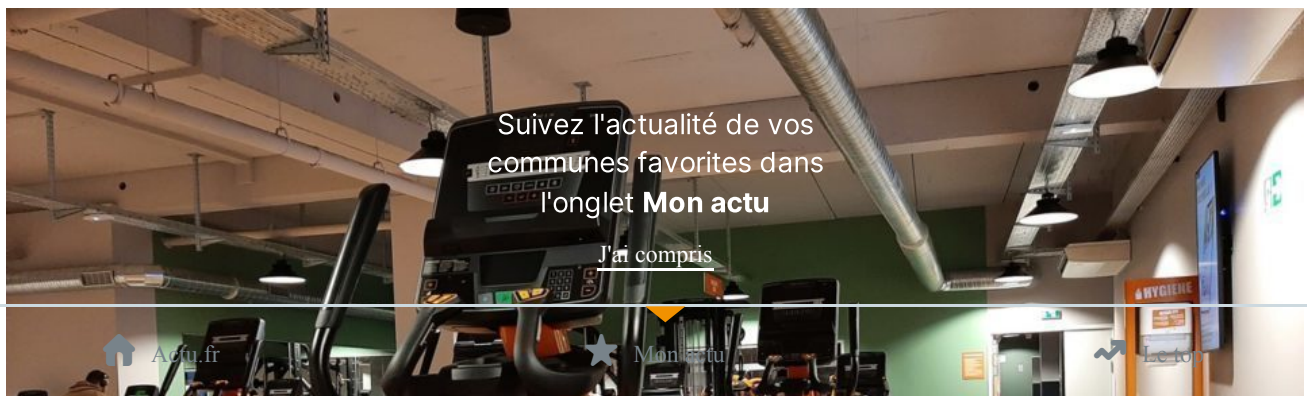 Suivez l'actualité de vos
communes favorites dans
l'onglet Mon actu
J'ai compris
HYGIENE
Actu.fr
Mon actu
Le top